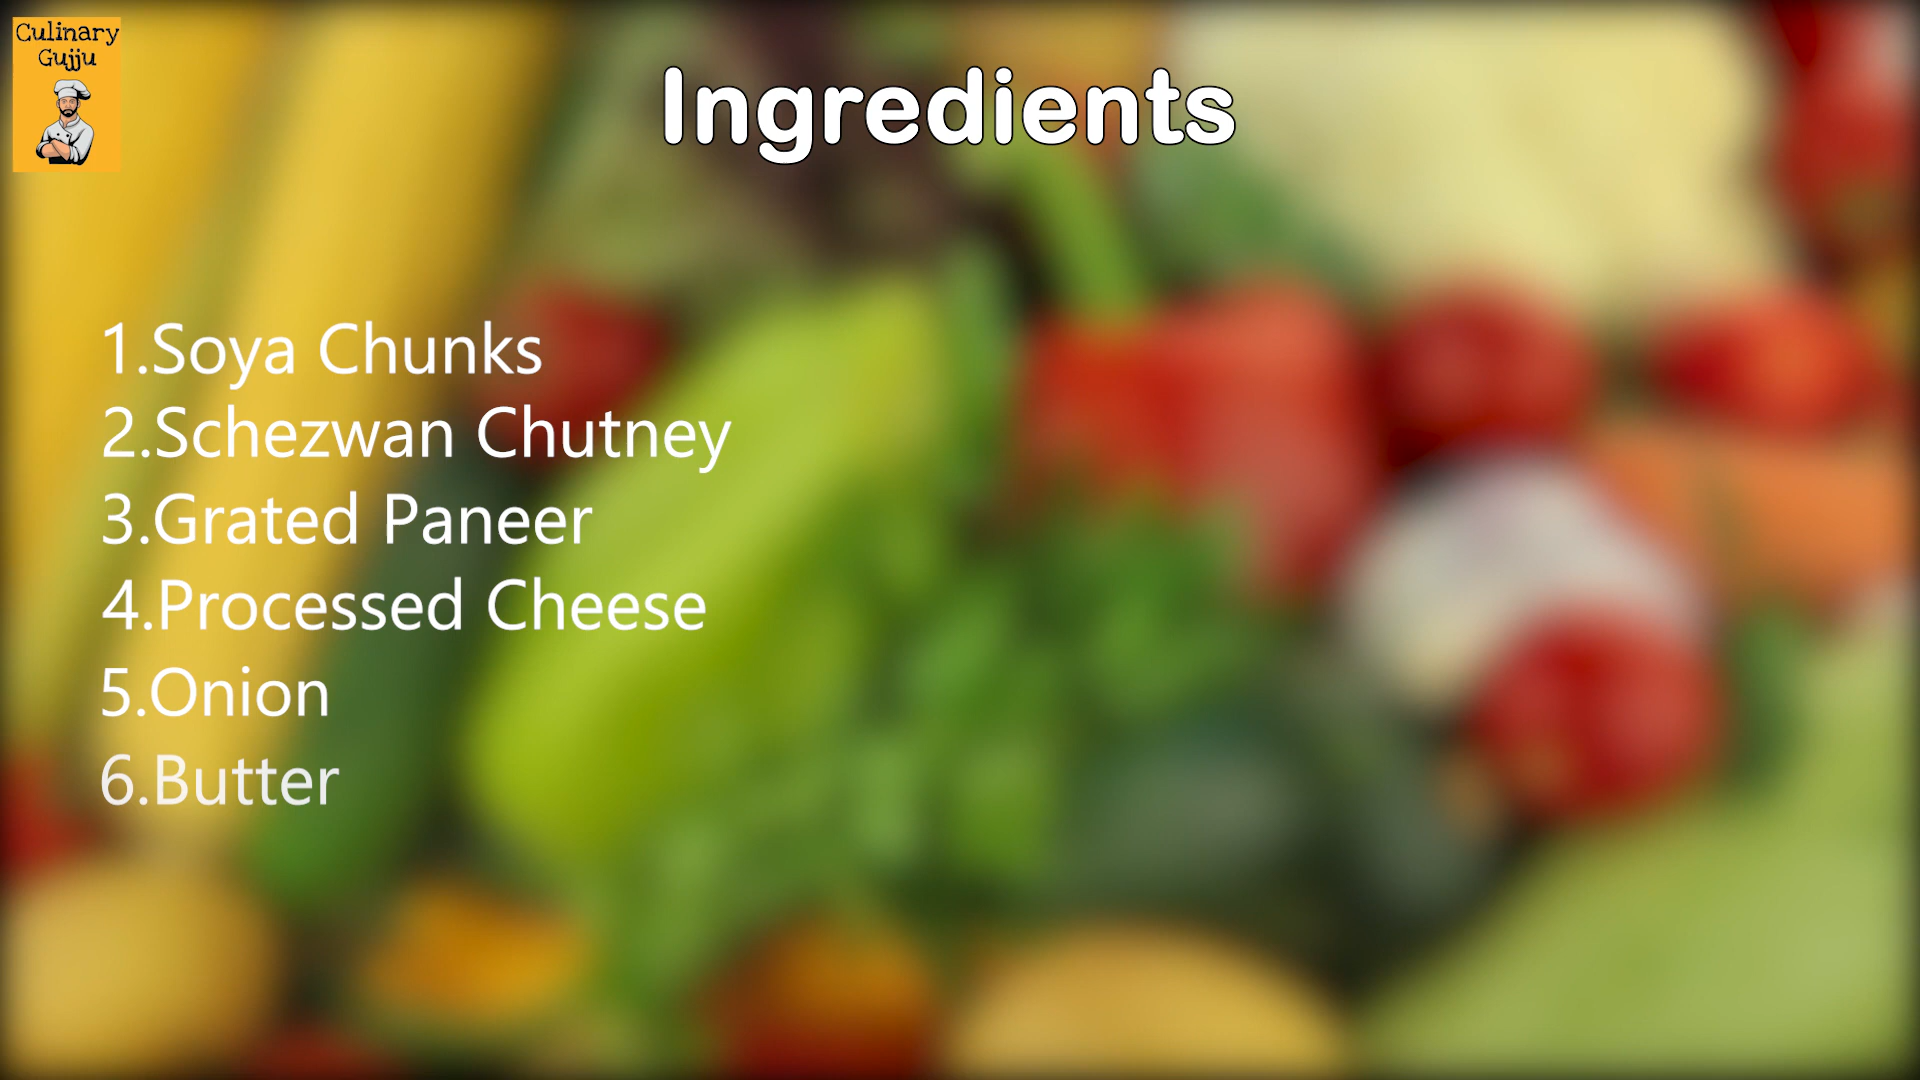 Culinary
Gujju
Ingredients
1.Soya Chunks
2.Schezwan Chutney
3.Grated Paneer
4.Processed Cheese
5.Onion
6.Butter